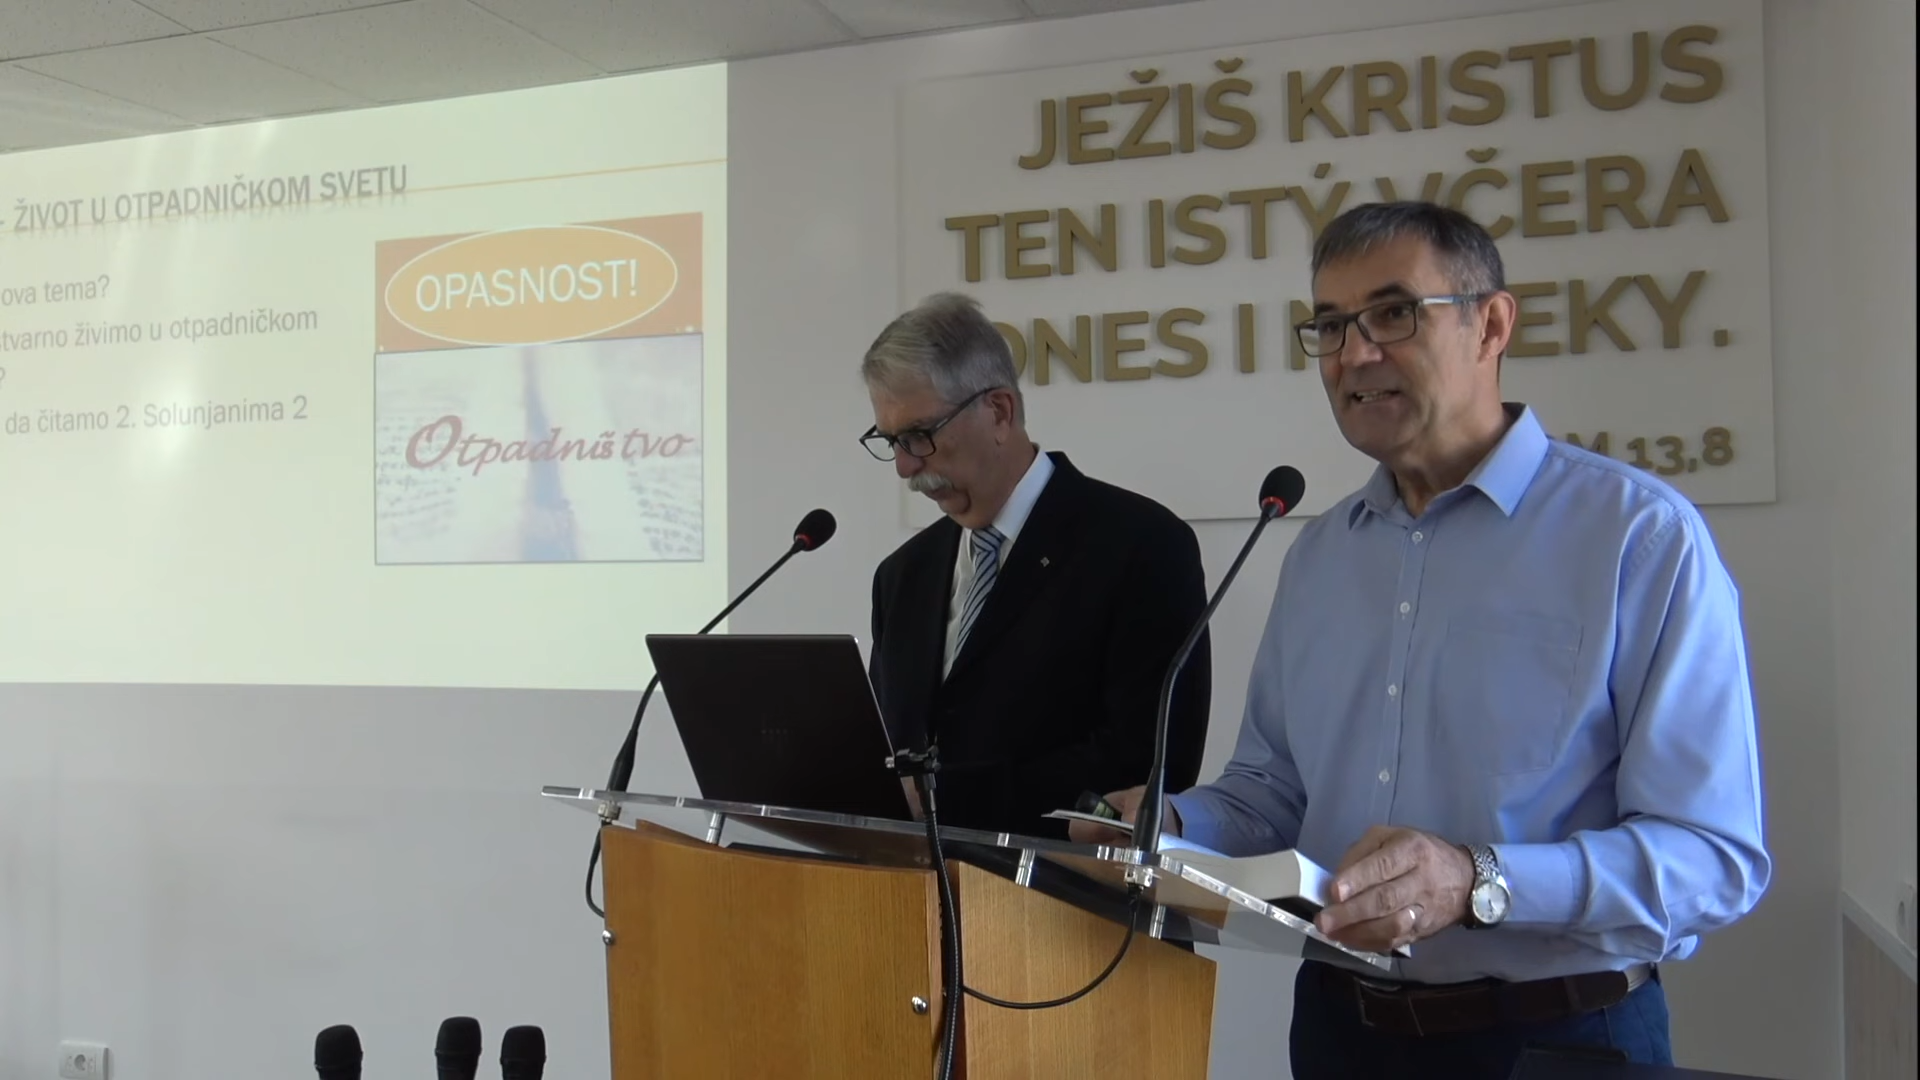 - ŽIVOT U OTPADNIČKOM SVETU
ova tema?
stvarno živimo u otpadničkom
?
da čitamo 2. Solunjanima 2
OPASNOST!
Otpadništvo
JEŽIŠ KRISTUS
TEN ISTÝ VČERA
DNES I N EKY.
M 13,8